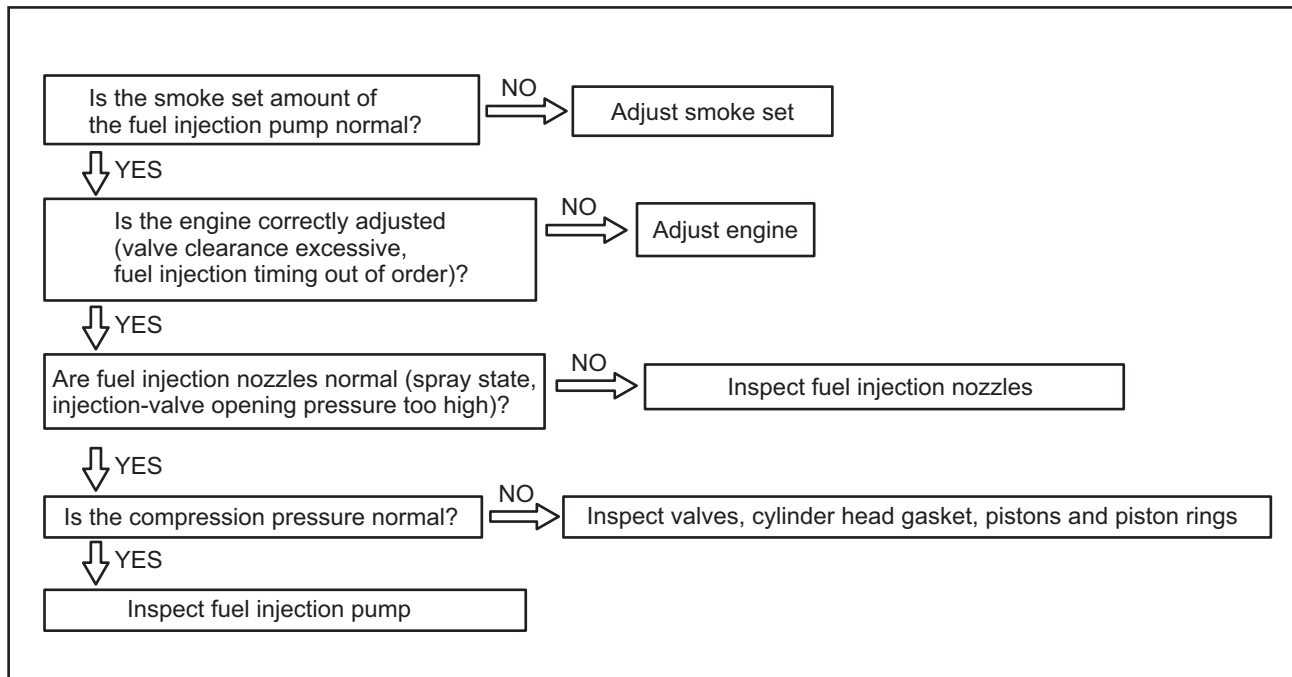 Is the smoke set amount of
the fuel injection pump normal?
NO
Adjust smoke set
YES
Is the engine correctly adjusted
(valve clearance excessive,
fuel injection timing out of order)?
NO
Adjust engine
YES
Are fuel injection nozzles normal (spray state,
injection-valve opening pressure too high)?
NO
Inspect fuel injection nozzles
YES
Is the compression pressure normal?
NO
Inspect valves, cylinder head gasket, pistons and piston rings
YES
Inspect fuel injection pump